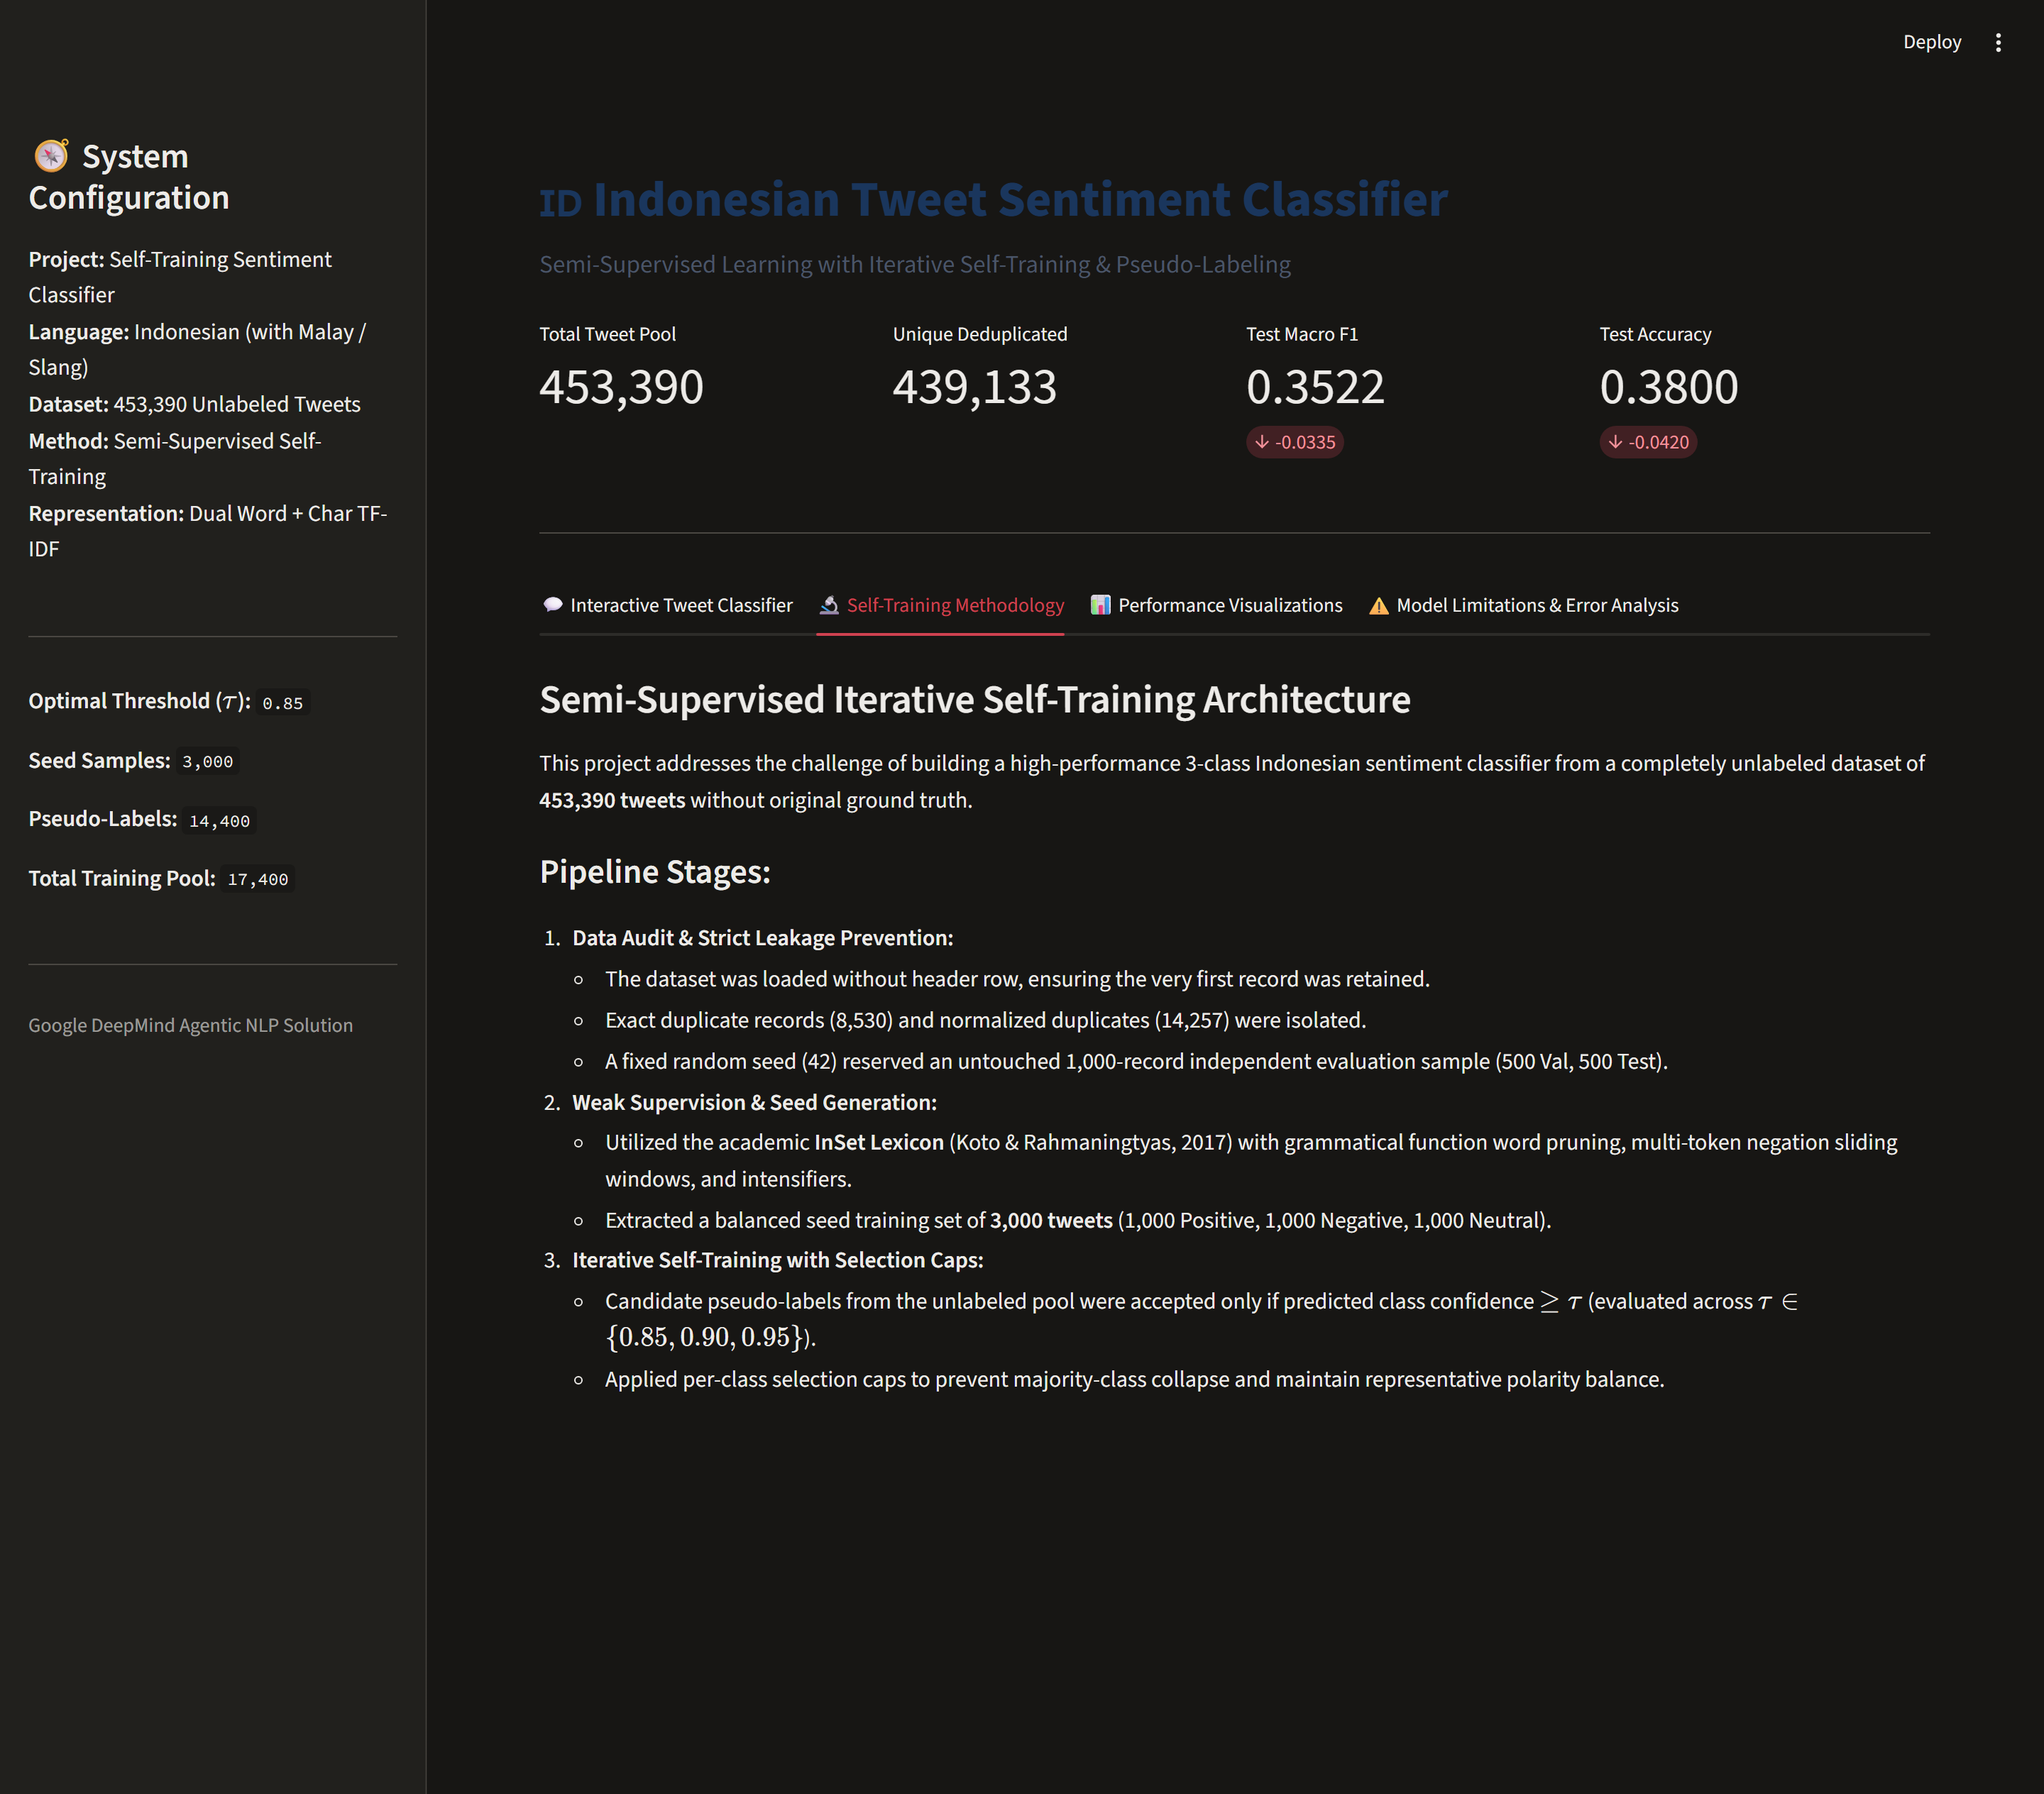 Deploy
System
Configuration
Project: Self-Training Sentiment
Classifier
Language: Indonesian (with Malay /
Slang)
Dataset: 453,390 Unlabeled Tweets
Method: Semi-Supervised Self-
Training
Representation: Dual Word + Char TF-
IDF
Optimal Threshold (τ): 0.85
Seed Samples: 3,000
Pseudo-Labels: 14,400
Total Training Pool: 17,400
Google DeepMind Agentic NLP Solution
ID Indonesian Tweet Sentiment Classifier
Semi-Supervised Learning with Iterative Self-Training & Pseudo-Labeling
Total Tweet Pool
453,390
Unique Deduplicated
439,133
Test Macro F1
0.3522
↓ -0.0335
Test Accuracy
0.3800
↓ -0.0420
Interactive Tweet Classifier
Self-Training Methodology
Performance Visualizations
Model Limitations & Error Analysis
Semi-Supervised Iterative Self-Training Architecture
This project addresses the challenge of building a high-performance 3-class Indonesian sentiment classifier from a completely unlabeled dataset of
453,390 tweets without original ground truth.
Pipeline Stages:
1. Data Audit & Strict Leakage Prevention:
The dataset was loaded without header row, ensuring the very first record was retained.
Exact duplicate records (8,530) and normalized duplicates (14,257) were isolated.
A fixed random seed (42) reserved an untouched 1,000-record independent evaluation sample (500 Val, 500 Test).
2. Weak Supervision & Seed Generation:
Utilized the academic InSet Lexicon (Koto & Rahmaningtyas, 2017) with grammatical function word pruning, multi-token negation sliding
windows, and intensifiers.
Extracted a balanced seed training set of 3,000 tweets (1,000 Positive, 1,000 Negative, 1,000 Neutral).
3. Iterative Self-Training with Selection Caps:
Candidate pseudo-labels from the unlabeled pool were accepted only if predicted class confidence ≥ τ (evaluated across τ ∈
{0.85, 0.90, 0.95}).
Applied per-class selection caps to prevent majority-class collapse and maintain representative polarity balance.